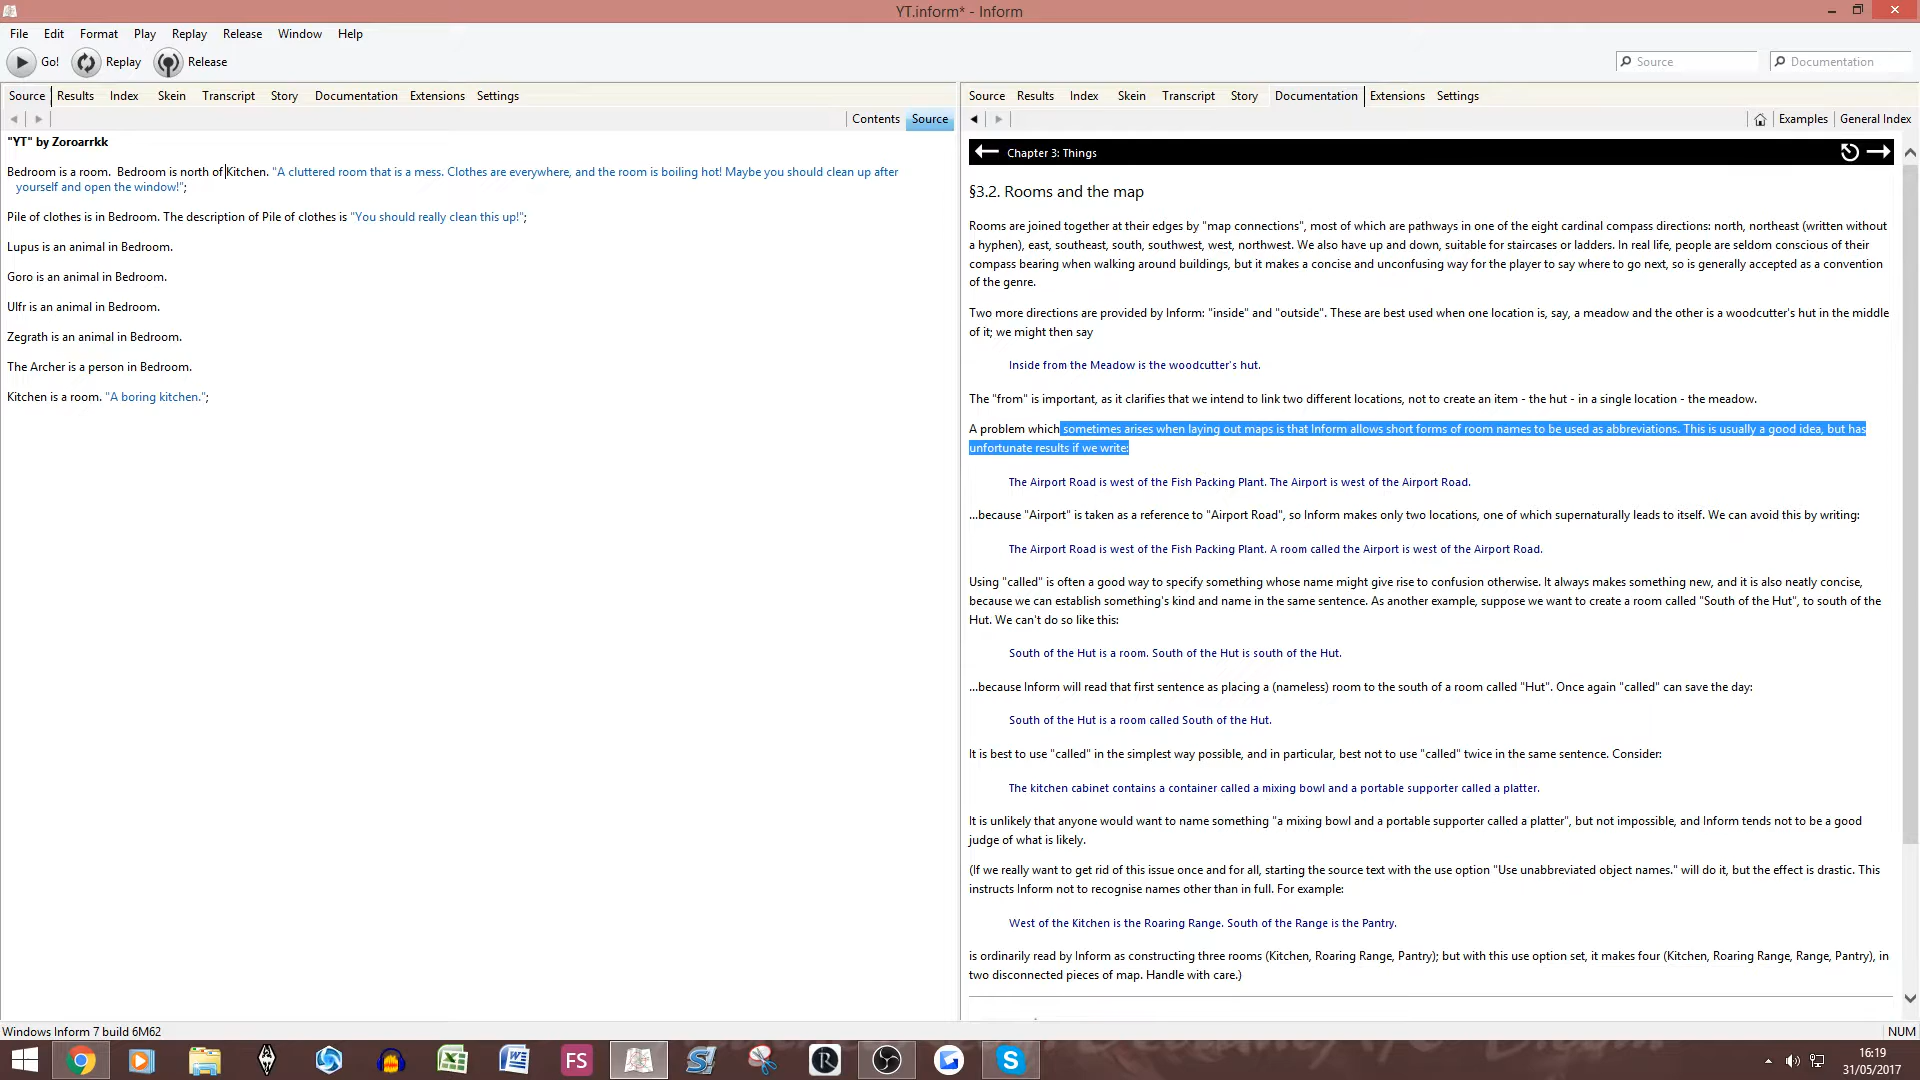 YT.inform* - Inform
File Edit Format Play Replay Release Window Help
Go! Replay Release Source Documentation
Source Results Index Skein Transcript Story Documentation Extensions Settings
Contents Source
"YT" by Zoroarrkk
Bedroom is a room.  Bedroom is north of Kitchen. "A cluttered room that is a mess. Clothes are everywhere, and the room is boiling hot! Maybe you should clean up after
yourself and open the window!";
Pile of clothes is in Bedroom. The description of Pile of clothes is "You should really clean this up!";
Lupus is an animal in Bedroom.
Goro is an animal in Bedroom.
Ulfr is an animal in Bedroom.
Zegrath is an animal in Bedroom.
The Archer is a person in Bedroom.
Kitchen is a room. "A boring kitchen.";
Source Results Index Skein Transcript Story Documentation Extensions Settings
Examples General Index
Chapter 3: Things
§3.2. Rooms and the map
Rooms are joined together at their edges by "map connections", most of which are pathways in one of the eight cardinal compass directions: north, northeast (written without
a hyphen), east, southeast, south, southwest, west, northwest. We also have up and down, suitable for staircases or ladders. In real life, people are seldom conscious of their
compass bearing when walking around buildings, but it makes a concise and unconfusing way for the player to say where to go next, so is generally accepted as a convention
of the genre.
Two more directions are provided by Inform: "inside" and "outside". These are best used when one location is, say, a meadow and the other is a woodcutter's hut in the middle
of it; we might then say
Inside from the Meadow is the woodcutter's hut.
The "from" is important, as it clarifies that we intend to link two different locations, not to create an item - the hut - in a single location - the meadow.
A problem which sometimes arises when laying out maps is that Inform allows short forms of room names to be used as abbreviations. This is usually a good idea, but has
unfortunate results if we write:
The Airport Road is west of the Fish Packing Plant. The Airport is west of the Airport Road.
...because "Airport" is taken as a reference to "Airport Road", so Inform makes only two locations, one of which supernaturally leads to itself. We can avoid this by writing:
The Airport Road is west of the Fish Packing Plant. A room called the Airport is west of the Airport Road.
Using "called" is often a good way to specify something whose name might give rise to confusion otherwise. It always makes something new, and it is also neatly concise,
because we can establish something's kind and name in the same sentence. As another example, suppose we want to create a room called "South of the Hut", to south of the
Hut. We can't do so like this:
South of the Hut is a room. South of the Hut is south of the Hut.
...because Inform will read that first sentence as placing a (nameless) room to the south of a room called "Hut". Once again "called" can save the day:
South of the Hut is a room called South of the Hut.
It is best to use "called" in the simplest way possible, and in particular, best not to use "called" twice in the same sentence. Consider:
The kitchen cabinet contains a container called a mixing bowl and a portable supporter called a platter.
It is unlikely that anyone would want to name something "a mixing bowl and a portable supporter called a platter", but not impossible, and Inform tends not to be a good
judge of what is likely.
(If we really want to get rid of this issue once and for all, starting the source text with the use option "Use unabbreviated object names." will do it, but the effect is drastic. This
instructs Inform not to recognise names other than in full. For example:
West of the Kitchen is the Roaring Range. South of the Range is the Pantry.
is ordinarily read by Inform as constructing three rooms (Kitchen, Roaring Range, Pantry); but with this use option set, it makes four (Kitchen, Roaring Range, Range, Pantry), in
two disconnected pieces of map. Handle with care.)
Windows Inform 7 build 6M62
NUM
FS
16:19
31/05/2017